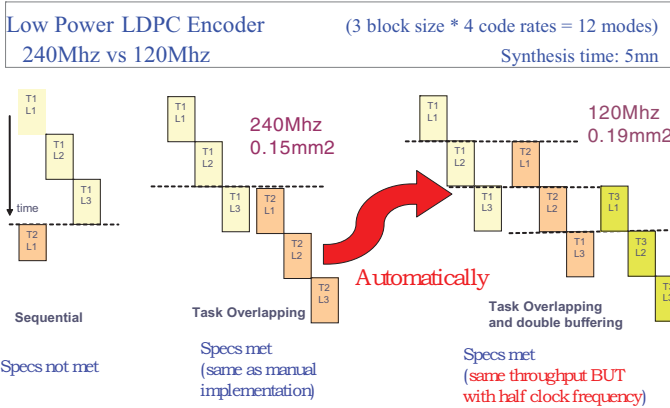 Low Power LDPC Encoder
(3 block size * 4 code rates = 12 modes)
240Mhz vs 120Mhz
Synthesis time: 5mn
T1
L1
T1
L2
T1
L3
time
T2
L1
Sequential
Specs not met
T1
L1
T1
L2
T1
L3
T2
L1
T2
L2
T2
L3
240Mhz
0.15mm2
Task Overlapping
Specs met
(same as manual
implementation)
Automatically
T1
L1
T1
L2
T1
L3
T2
L1
T2
L2
T1
L3
T3
L1
T3
L2
120Mhz
0.19mm2
Task Overlapping
and double buffering
Specs met
(same throughput BUT
with half clock frequency)